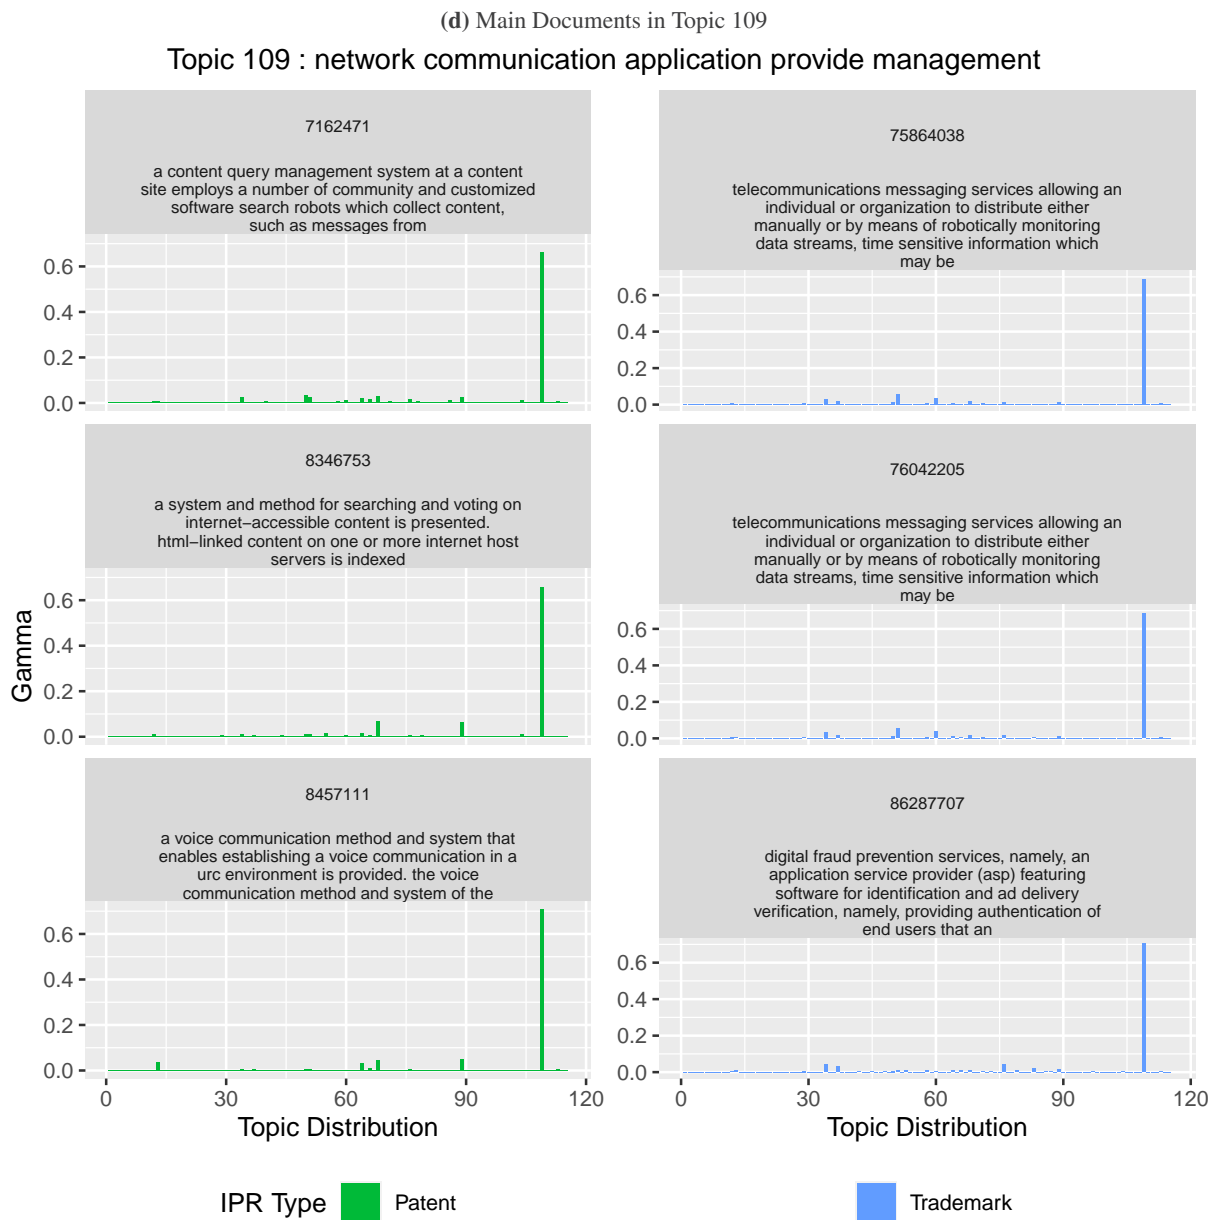 (d) Main Documents in Topic 109
Topic 109 : network communication application provide management
7162471
a content query management system at a content
site employs a number of community and customized
software search robots which collect content,
such as messages from
0.6
0.4
0.2
0.0
75864038
telecommunications messaging services allowing an
individual or organization to distribute either
manually or by means of robotically monitoring
data streams, time sensitive information which
may be
0.6
0.4
0.2
0.0
8346753
a system and method for searching and voting on
internet−accessible content is presented.
html−linked content on one or more internet host
servers is indexed
0.6
0.4
0.2
0.0
76042205
telecommunications messaging services allowing an
individual or organization to distribute either
manually or by means of robotically monitoring
data streams, time sensitive information which
may be
0.6
0.4
0.2
0.0
Gamma
8457111
a voice communication method and system that
enables establishing a voice communication in a
urc environment is provided. the voice
communication method and system of the
0.6
0.4
0.2
0.0
0 30 60 90 120
Topic Distribution
86287707
digital fraud prevention services, namely, an
application service provider (asp) featuring
software for identification and ad delivery
verification, namely, providing authentication of
end users that an
0.6
0.4
0.2
0.0
0 30 60 90 120
Topic Distribution
IPR Type Patent Trademark